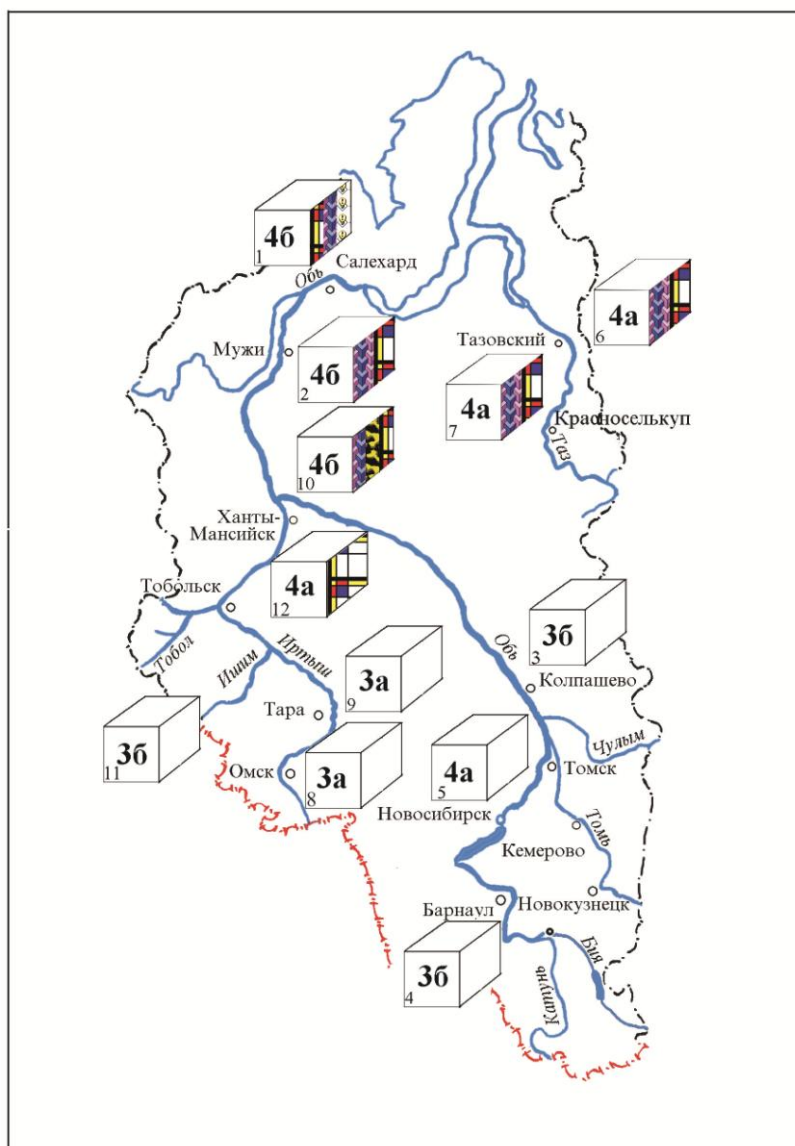 4б
1
Обь
Салехард
4а
6
Мужи
4б
2
Тазовский
4а
7
Красноселькуп
Таз
4б
10
Ханты-
Мансийск
Тобольск
4а
12
3б
3
Тобол
Ишим
Иртыш
Обь
3а
9
Колпашево
Тара
Чулым
3б
11
Омск
3а
8
4а
5
Томск
Новосибирск
Томь
Кемерово
Барнаул
Новокузнецк
3б
4
Катунь
Бия